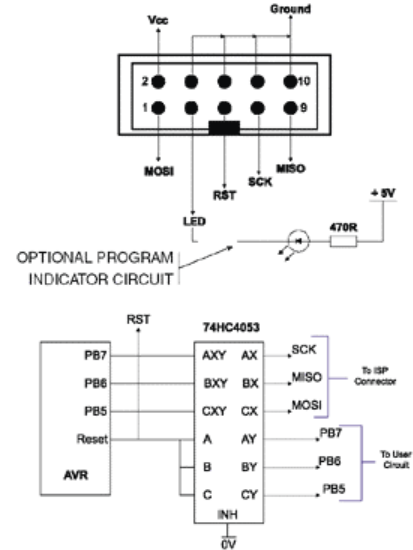 Vcc
Ground
2
10
1
9
MOSI
RST
SCK
MISO
LED
+ 5V
470R
OPTIONAL PROGRAM
INDICATOR CIRCUIT
RST
74HC4053
PB7
AXY
AX
SCK
PB6
BXY
BX
MISO
PB5
CXY
CX
MOSI
To ISP
Connector
Reset
A
AY
PB7
B
BY
PB6
C
CY
PB5
To User
Circuit
AVR
INH
0V